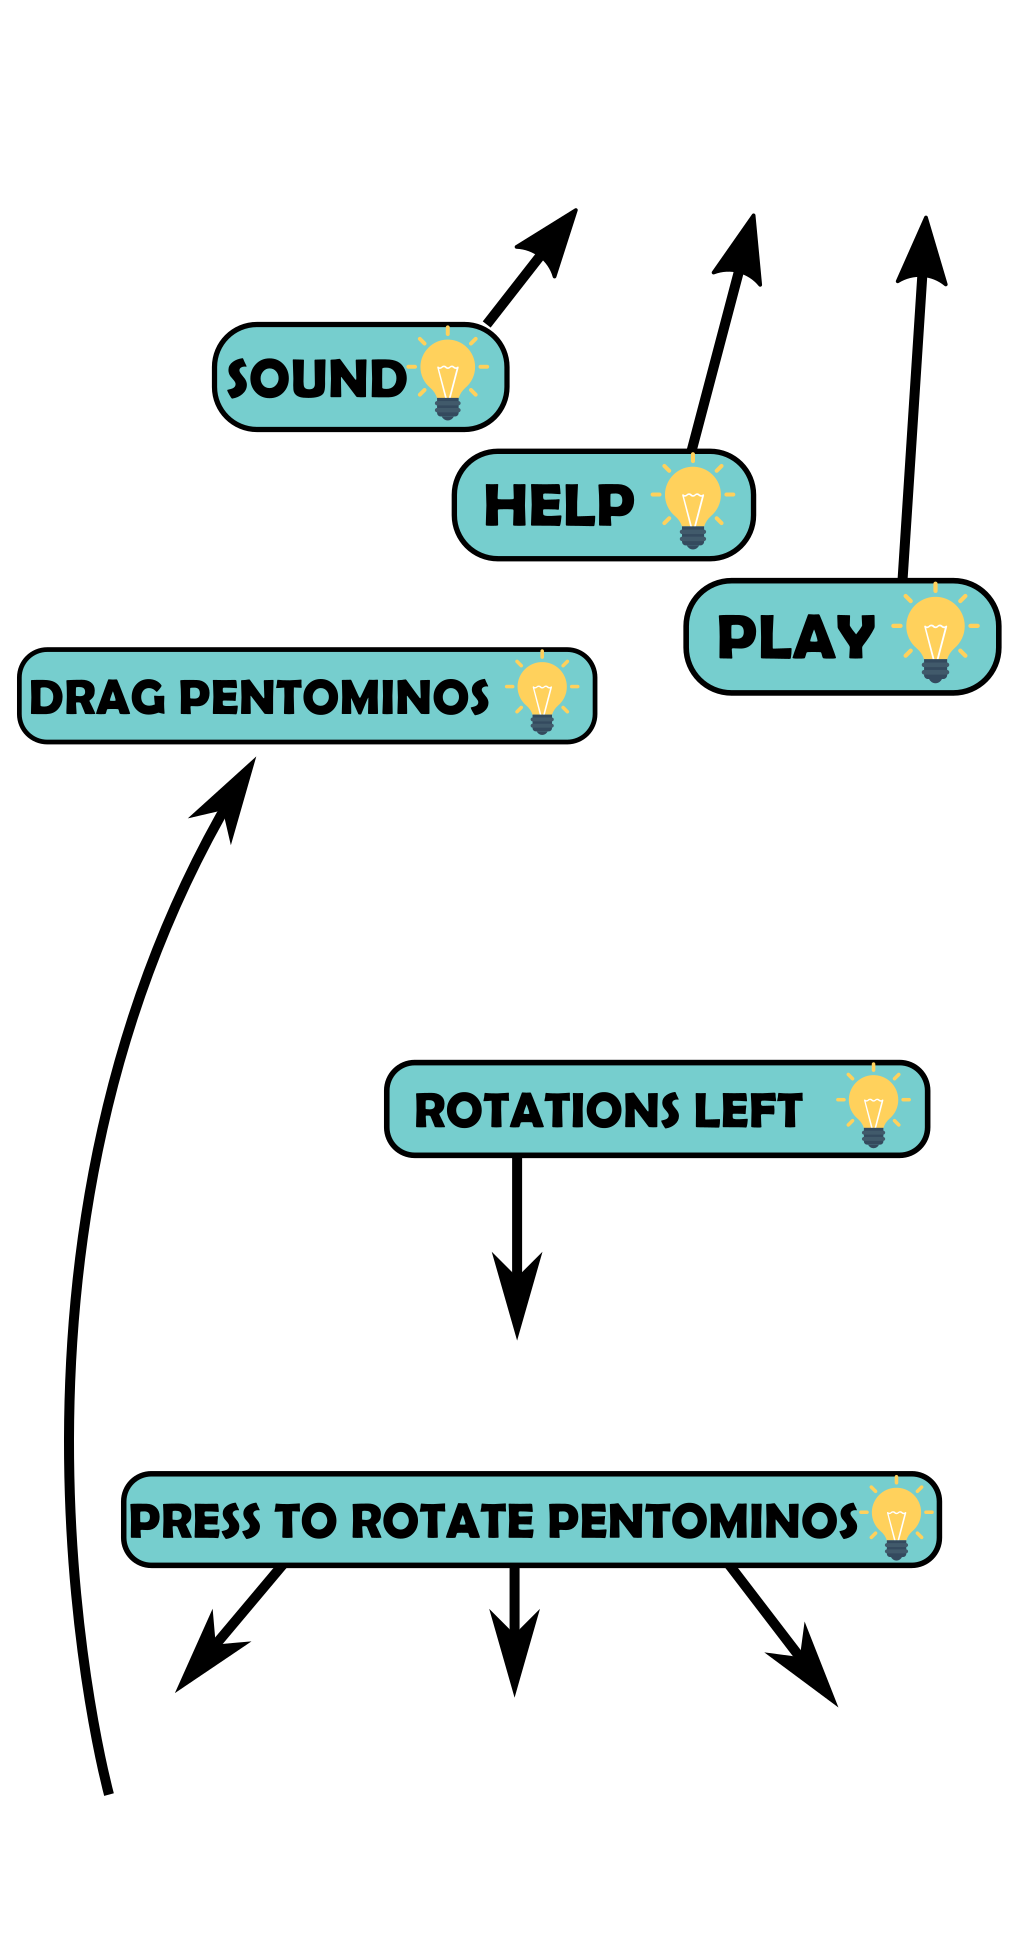 SOUND
HELP
PLAY
DRAG PENTOMINOS
ROTATIONS LEFT
PRESS TO ROTATE PENTOMINOS